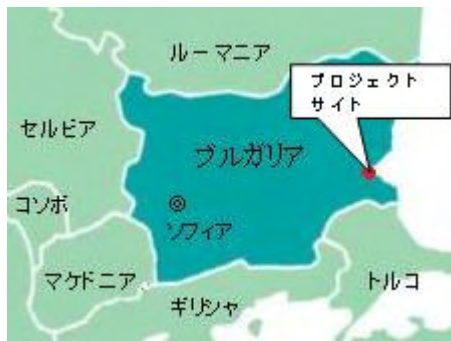 ルーマニア
プロジェクト
サイト
セルビア
ブルガリア
コソボ
ソフィア
マケドニア
ギリシャ
トルコ